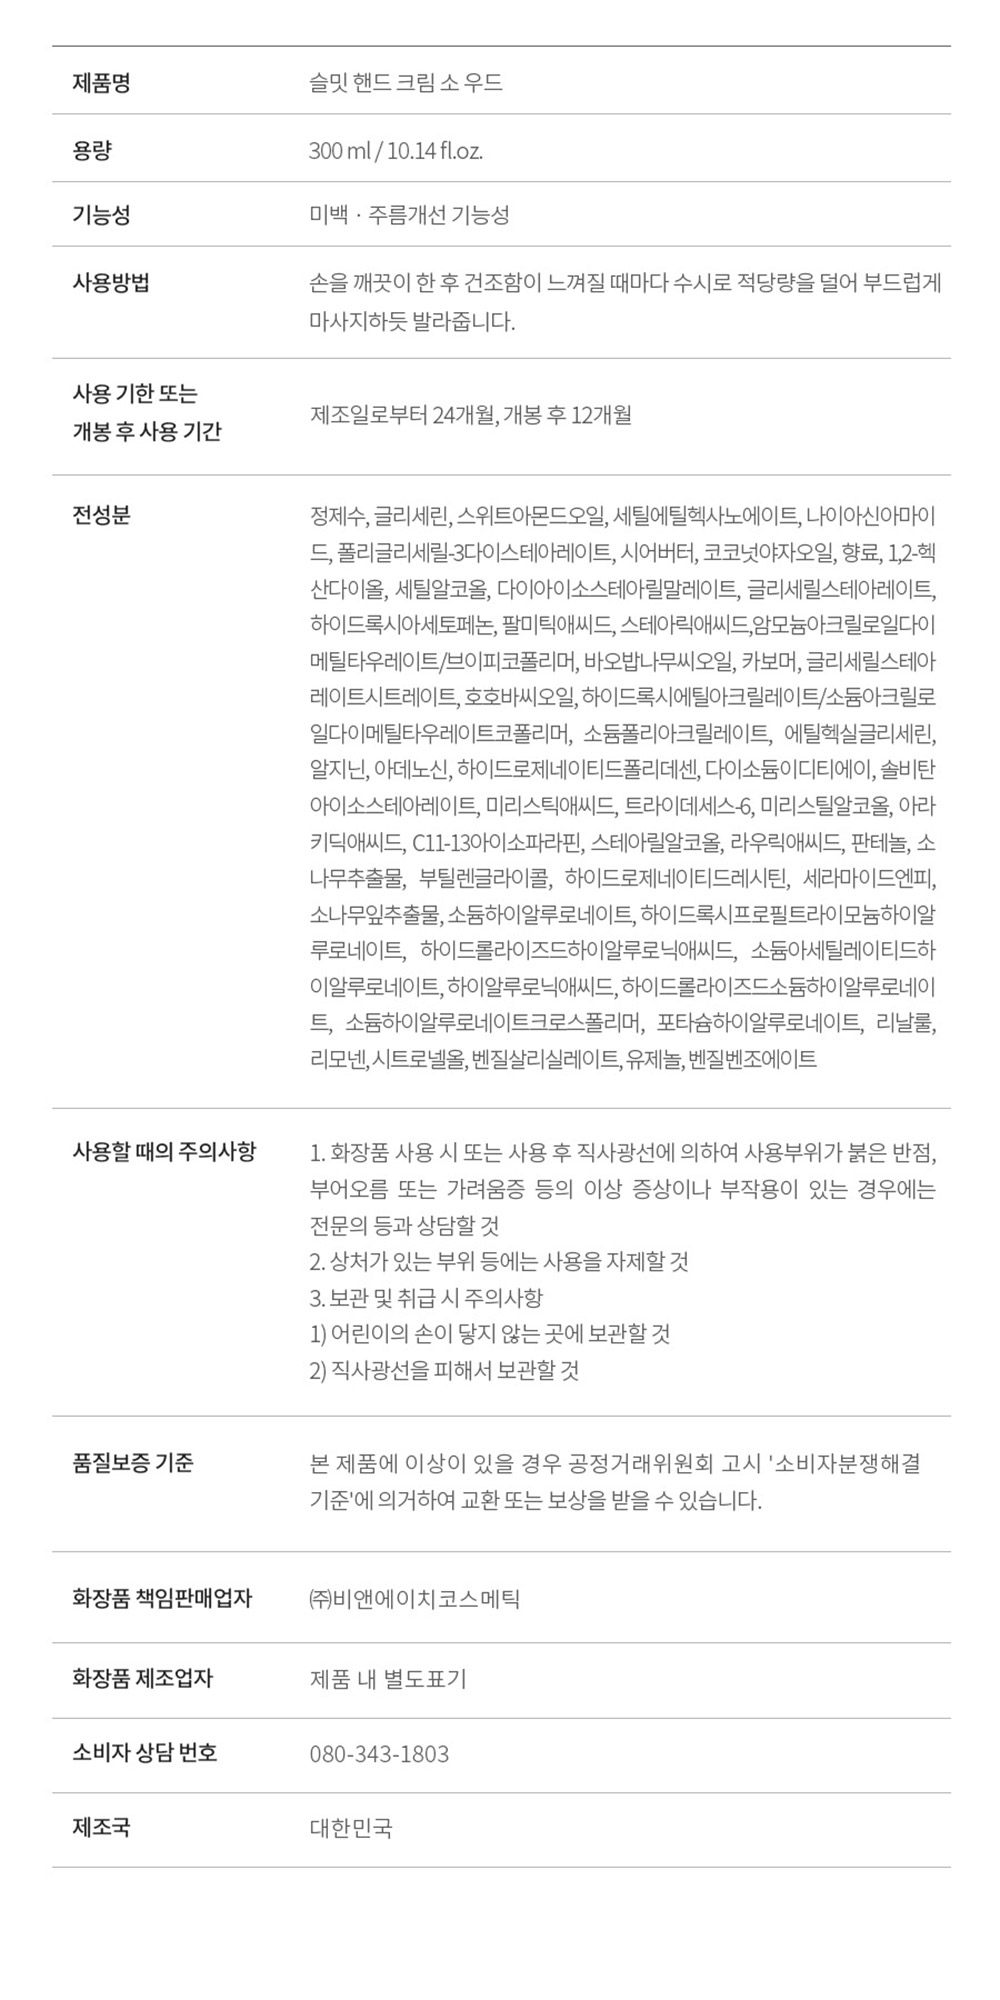 제품명
슬밋 핸드 크림 소 우드
용량
300 ml / 10.14 fl.oz.
기능성
미백 · 주름개선 기능성
사용방법
손을 깨끗이 한 후 건조함이 느껴질 때마다 수시로 적당량을 덜어 부드럽게
마사지하듯 발라줍니다.
사용 기한 또는
개봉 후 사용 기간
제조일로부터 24개월, 개봉 후 12개월
전성분
정제수, 글리세린, 스위트아몬드오일, 세틸에틸헥사노에이트, 나이아신아마이
드, 폴리글리세릴-3다이스테아레이트, 시어버터, 코코넛야자오일, 향료, 1,2-헥
산다이올, 세틸알코올, 다이아이소스테아릴말레이트, 글리세릴스테아레이트,
하이드록시아세토페논, 팔미틱애씨드, 스테아릭애씨드,암모늄아크릴로일다이
메틸타우레이트/브이피코폴리머, 바오밥나무씨오일, 카보머, 글리세릴스테아
레이트시트레이트, 호호바씨오일, 하이드록시에틸아크릴레이트/소듐아크릴로
일다이메틸타우레이트코폴리머, 소듐폴리아크릴레이트, 에틸헥실글리세린,
알지닌, 아데노신, 하이드로제네이티드폴리데센, 다이소듐이디티에이, 솔비탄
아이소스테아레이트, 미리스틱애씨드, 트라이데세스-6, 미리스틸알코올, 아라
키딕애씨드, C11-13아이소파라핀, 스테아릴알코올, 라우릭애씨드, 판테놀, 소
나무추출물, 부틸렌글라이콜, 하이드로제네이티드레시틴, 세라마이드엔피,
소나무잎추출물, 소듐하이알루로네이트, 하이드록시프로필트라이모늄하이알
루로네이트, 하이드롤라이즈드하이알루로닉애씨드, 소듐아세틸레이티드하
이알루로네이트, 하이알루로닉애씨드, 하이드롤라이즈드소듐하이알루로네이
트, 소듐하이알루로네이트크로스폴리머, 포타슘하이알루로네이트, 리날룰,
리모넨, 시트로넬올, 벤질살리실레이트, 유제놀, 벤질벤조에이트
사용할 때의 주의사항
1. 화장품 사용 시 또는 사용 후 직사광선에 의하여 사용부위가 붉은 반점,
부어오름 또는 가려움증 등의 이상 증상이나 부작용이 있는 경우에는
전문의 등과 상담할 것
2. 상처가 있는 부위 등에는 사용을 자제할 것
3. 보관 및 취급 시 주의사항
1) 어린이의 손이 닿지 않는 곳에 보관할 것
2) 직사광선을 피해서 보관할 것
품질보증 기준
본 제품에 이상이 있을 경우 공정거래위원회 고시 '소비자분쟁해결
기준'에 의거하여 교환 또는 보상을 받을 수 있습니다.
화장품 책임판매업자
㈜비앤에이치코스메틱
화장품 제조업자
제품 내 별도표기
소비자 상담 번호
080-343-1803
제조국
대한민국